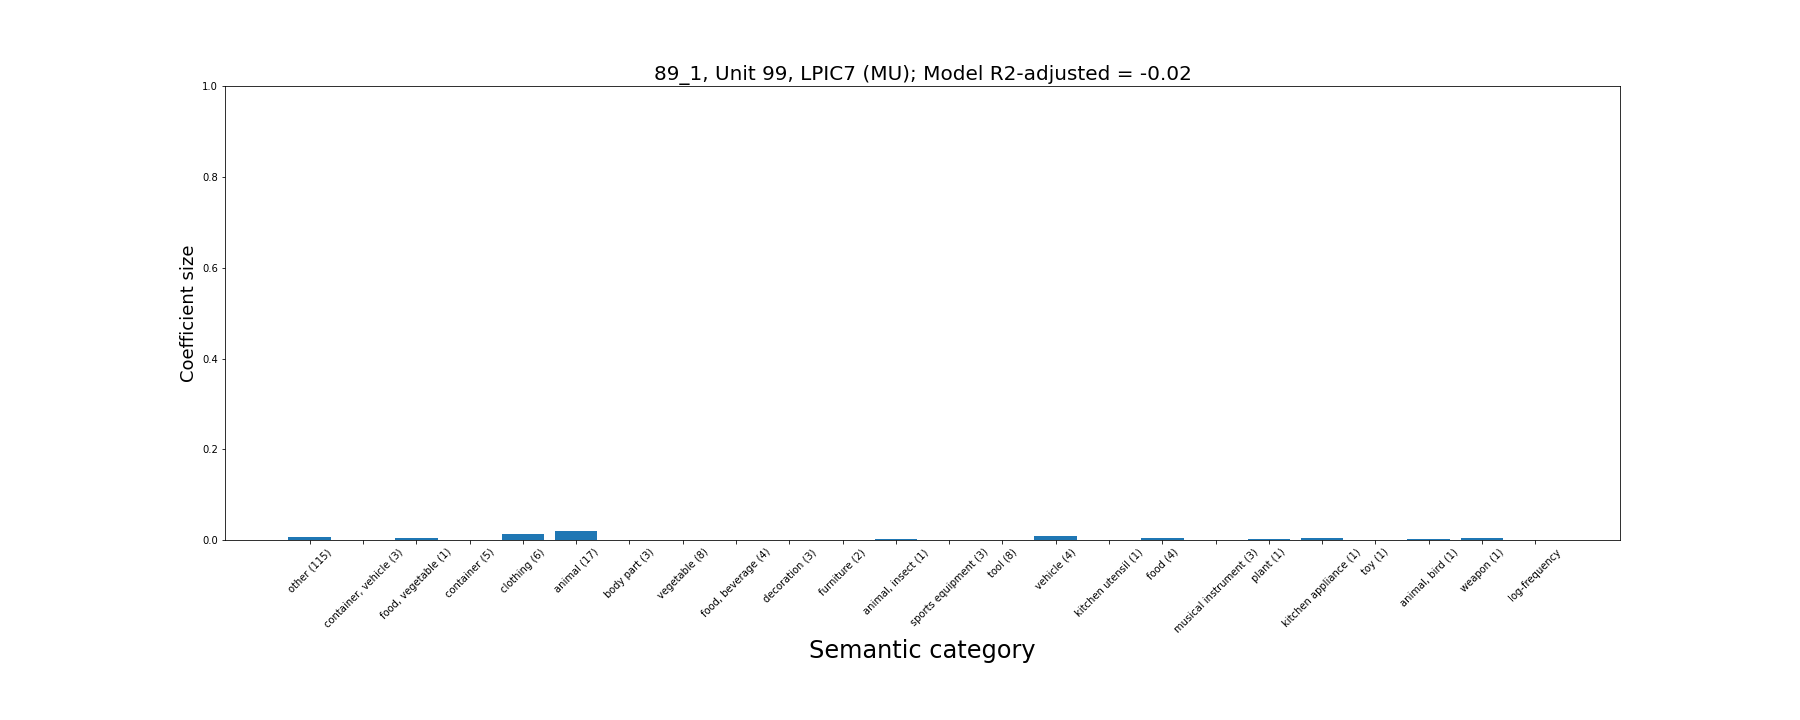 89_1, Unit 99, LPIC7 (MU); Model R2-adjusted = -0.02
Coefficient size
1.0
0.8
0.6
0.4
0.2
0.0
other (115)
container, vehicle (3)
food, vegetable (1)
container (5)
clothing (6)
animal (17)
body part (3)
vegetable (8)
food, beverage (4)
decoration (3)
furniture (2)
animal, insect (1)
sports equipment (3)
tool (8)
vehicle (4)
kitchen utensil (1)
food (4)
musical instrument (3)
plant (1)
kitchen appliance (1)
toy (1)
animal, bird (1)
weapon (1)
log-frequency
Semantic category